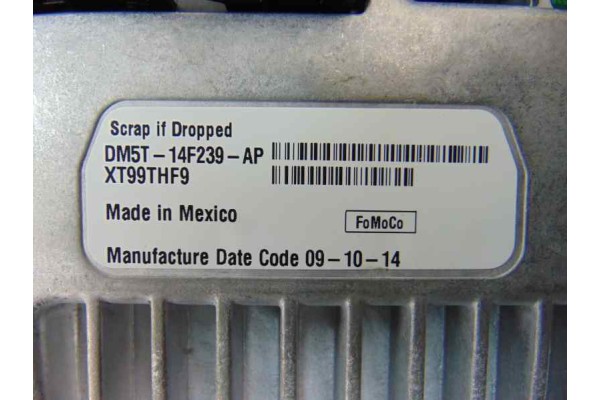 Scrap if Dropped
DM5T-14F239-AP
XT99THF9
Made in Mexico
FoMoCo
Manufacture Date Code 09-10-14